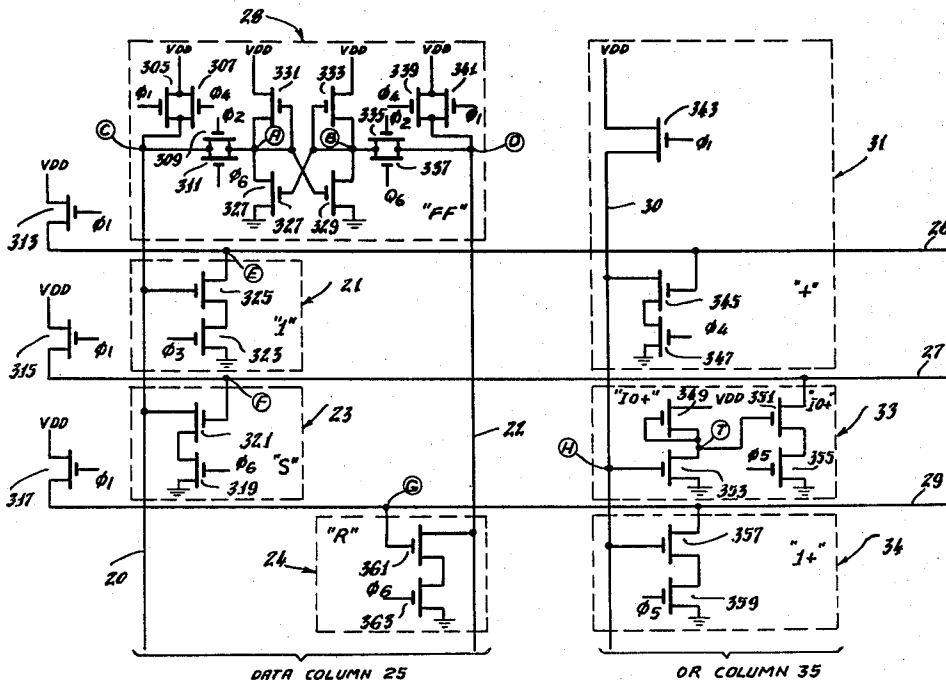 28
VDD VDD VDD VDD VDD
305 307 331 333 339 341
Φ1 Φ4 Φ4 Φ1
Φ2 Φ2
C A 335 B D
309 343
311 Φ6 337 Φ1
31
327 327 329 Q6 "FF"
30
VDD
313 Φ1
26
E
325 21 345 "+"
VDD "1"
315 Φ1 Φ3 323 Φ4 347
27
F
23 "I0+" 349 VDD 351 "I0+" 33
VDD 321 22 T
H
317 Φ1 Φ6 "S" 319 353 Φ5 355
G 29
"R" 357 34
20 24 361 "1+"
Φ6 363 Φ5 359
DATA COLUMN 25 OR COLUMN 35